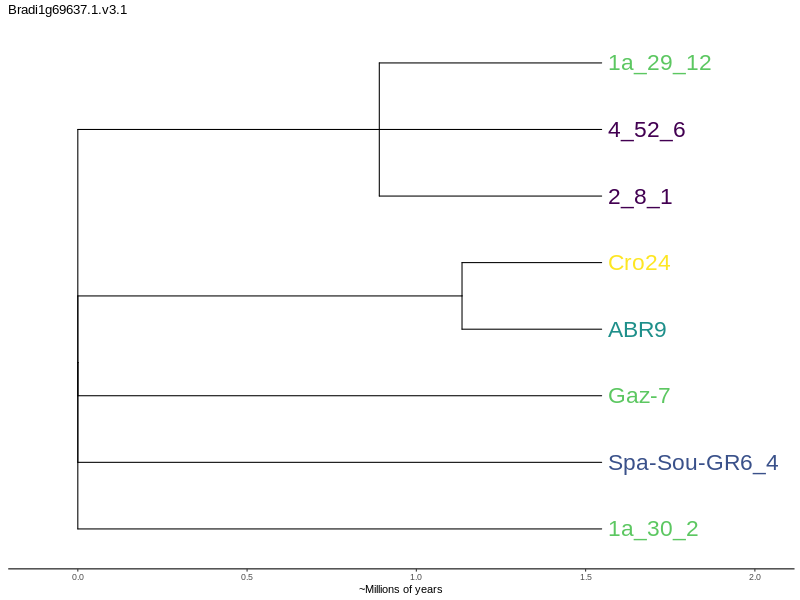 Bradi1g69637.1.v3.1
1a_29_12
4_52_6
2_8_1
Cro24
ABR9
Gaz-7
Spa-Sou-GR6_4
1a_30_2
0.0 0.5 1.0 1.5 2.0
~Millions of years